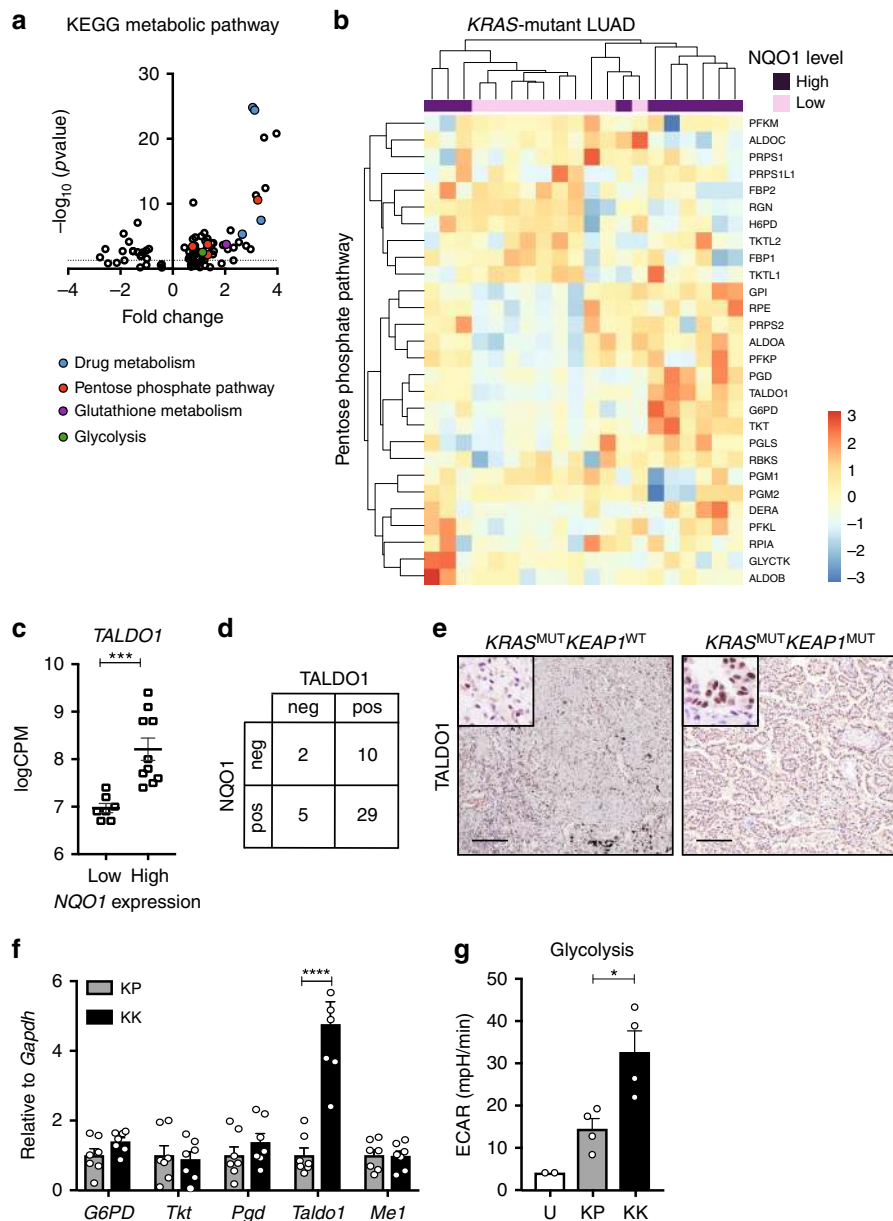 a
KEGG metabolic pathway
–log10 (pvalue)
30
20
10
0
–4
–2
0
2
4
Fold change
Drug metabolism
Pentose phosphate pathway
Glutathione metabolism
Glycolysis
b
KRAS-mutant LUAD
NQO1 level
High
Low
Pentose phosphate pathway
PFKM
ALDOC
PRPS1
PRPS1L1
FBP2
RGN
H6PD
TKTL2
FBP1
TKTL1
GPI
RPE
PRPS2
ALDOA
PFKP
PGD
TALDO1
G6PD
TKT
PGLS
RBKS
PGM1
PGM2
DERA
PFKL
RPIA
GLYCTK
ALDOB
3
2
1
0
–1
–2
–3
c
TALDO1
***
logCPM
10
9
8
7
6
Low High
NQO1 expression
d
TALDO1
neg pos
NQO1
neg 2 10
pos 5 29
e
KRASMUTKEAP1WT
KRASMUTKEAP1MUT
TALDO1
f
Relative to Gapdh
6
4
2
0
KP
KK
****
G6PD Tkt Pgd Taldo1 Me1
g
Glycolysis
*
ECAR (mpH/min)
50
40
30
20
10
0
U KP KK